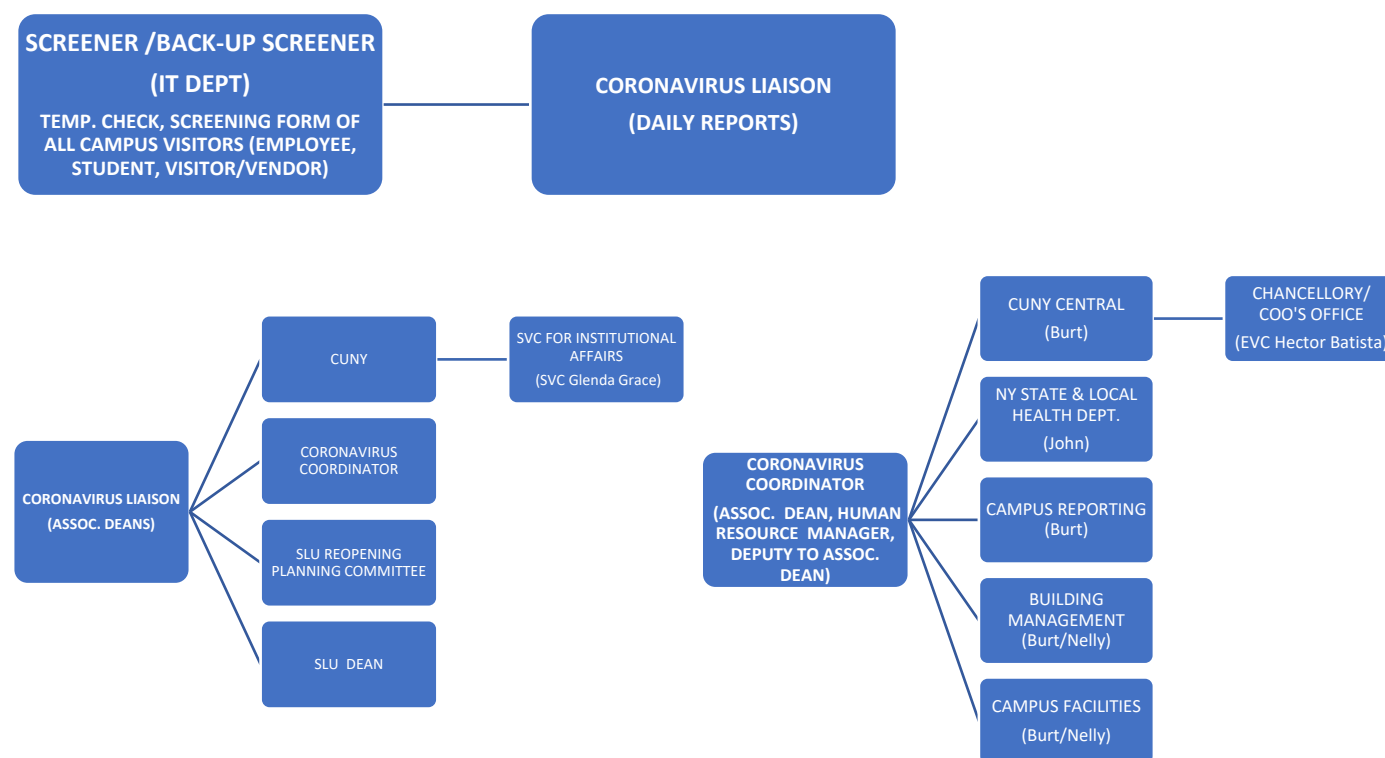 SCREENER /BACK-UP SCREENER
(IT DEPT)
TEMP. CHECK, SCREENING FORM OF
ALL CAMPUS VISITORS (EMPLOYEE,
STUDENT, VISITOR/VENDOR)
CORONAVIRUS LIAISON
(DAILY REPORTS)
CORONAVIRUS LIAISON
(ASSOC. DEANS)
CUNY
SVC FOR INSTITUTIONAL
AFFAIRS
(SVC Glenda Grace)
CORONAVIRUS
COORDINATOR
SLU REOPENING
PLANNING COMMITTEE
SLU DEAN
CORONAVIRUS
COORDINATOR
(ASSOC. DEAN, HUMAN
RESOURCE MANAGER,
DEPUTY TO ASSOC.
DEAN)
CUNY CENTRAL
(Burt)
CHANCELLORY/
COO'S OFFICE
(EVC Hector Batista)
NY STATE & LOCAL
HEALTH DEPT.
(John)
CAMPUS REPORTING
(Burt)
BUILDING
MANAGEMENT
(Burt/Nelly)
CAMPUS FACILITIES
(Burt/Nelly)